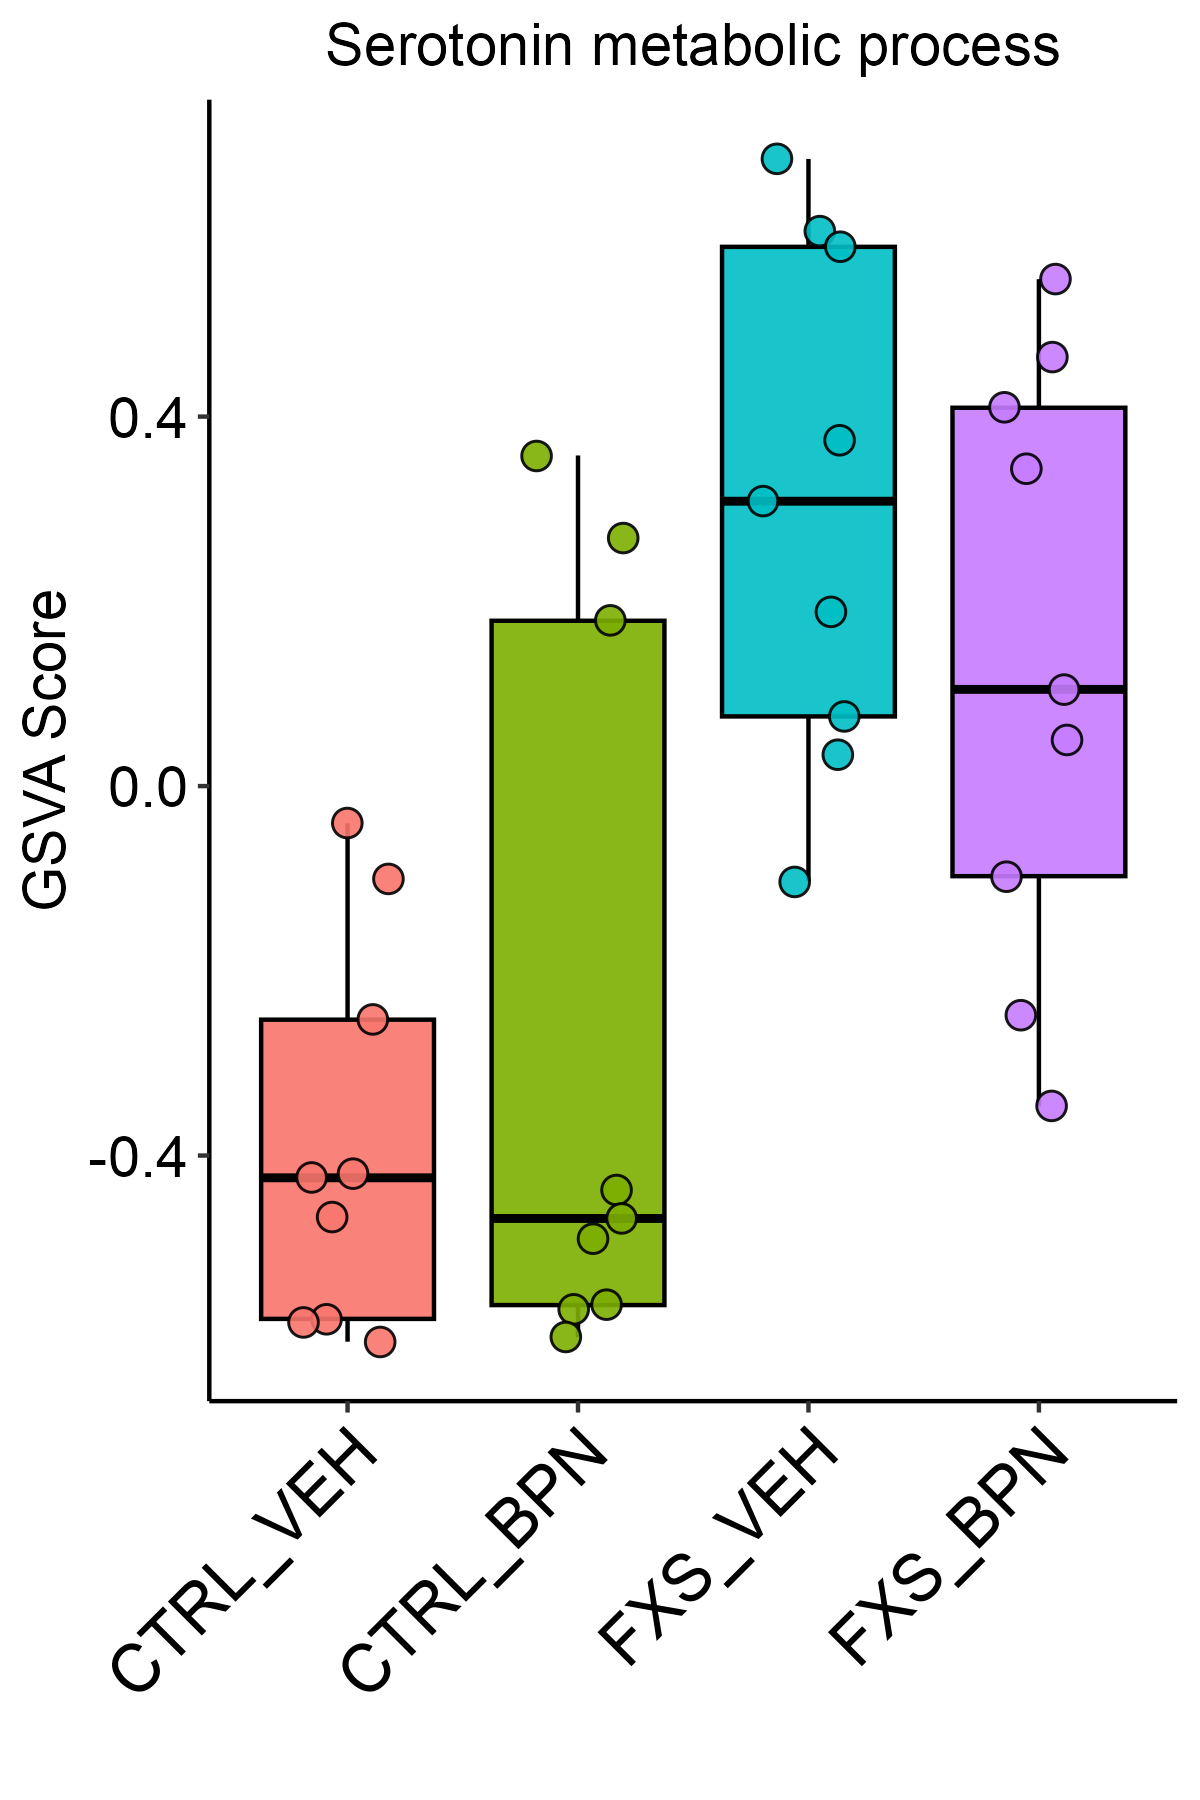 Serotonin metabolic process
GSVA Score
0.4
0.0
-0.4
CTRL_VEH
CTRL_BPN
FXS_VEH
FXS_BPN